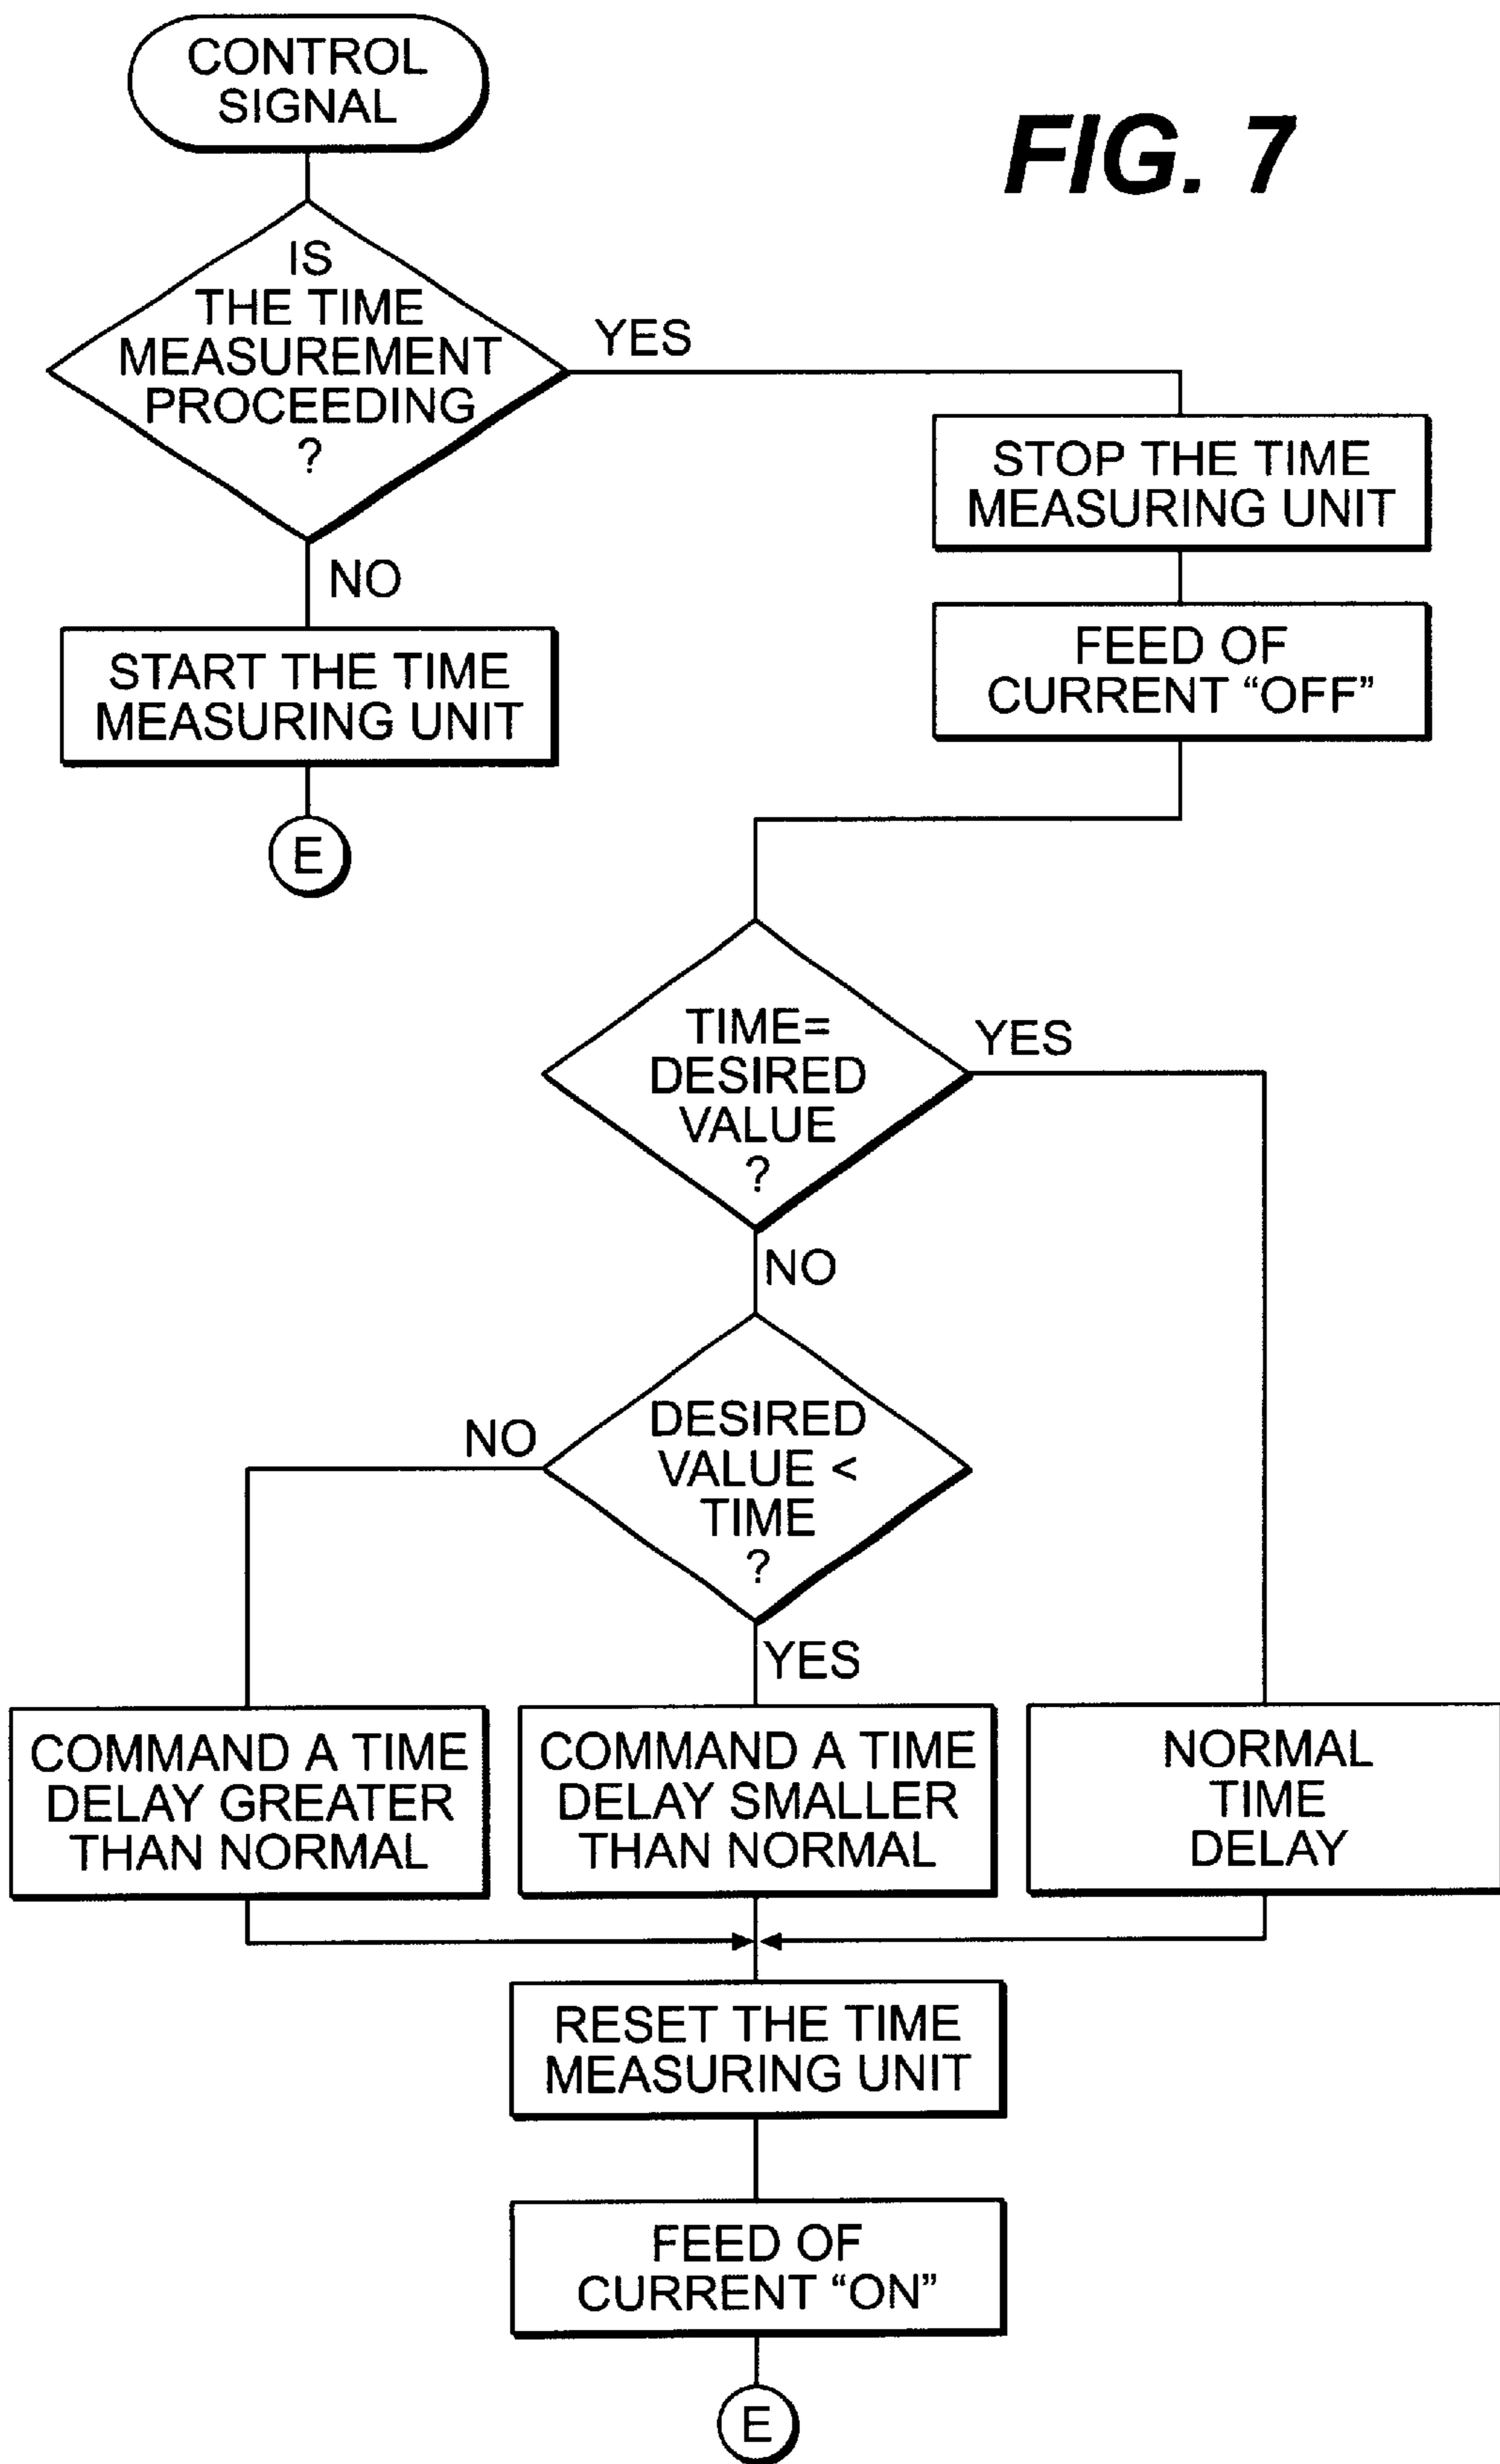 CONTROL
SIGNAL
FIG. 7
IS
THE TIME
MEASUREMENT
PROCEEDING
?
YES
NO
STOP THE TIME
MEASURING UNIT
FEED OF
CURRENT “OFF”
START THE TIME
MEASURING UNIT
E
TIME=
DESIRED
VALUE
?
YES
NO
DESIRED
VALUE <
TIME
?
NO
YES
COMMAND A TIME
DELAY GREATER
THAN NORMAL
COMMAND A TIME
DELAY SMALLER
THAN NORMAL
NORMAL
TIME
DELAY
RESET THE TIME
MEASURING UNIT
FEED OF
CURRENT “ON”
E